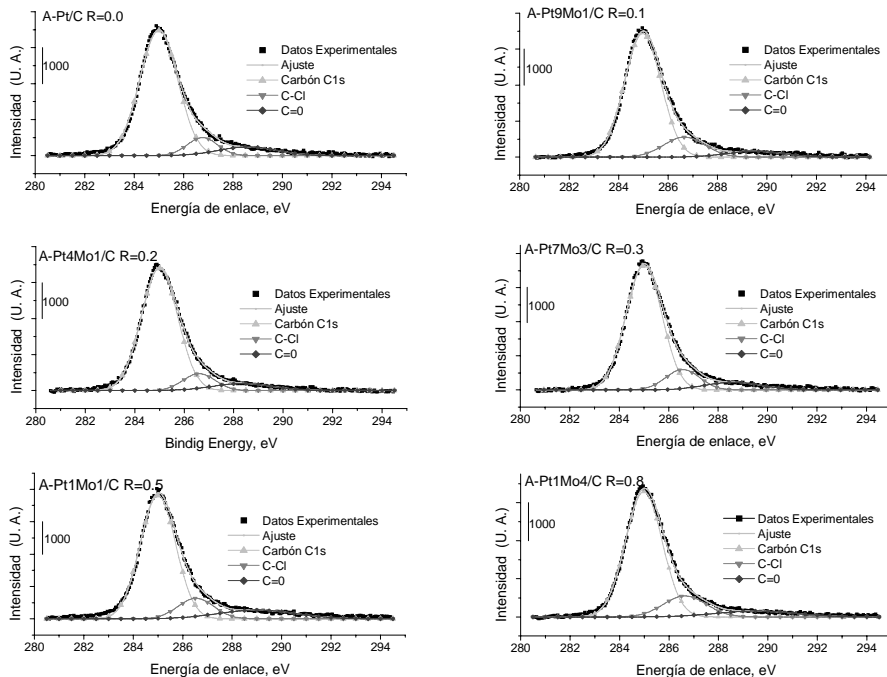 A-Pt/C R=0.0
Intensidad (U. A.)
1000
Datos Experimentales
Ajuste
Carbón C1s
C-Cl
C=0
280 282 284 286 288 290 292 294
Energía de enlace, eV
A-Pt9Mo1/C R=0.1
Intensidad (U. A.)
1000
Datos Experimentales
Ajuste
Carbón C1s
C-Cl
C=0
280 282 284 286 288 290 292 294
Energía de enlace, eV
A-Pt4Mo1/C R=0.2
Intensidad (U. A.)
1000
Datos Experimentales
Ajuste
Carbón C1s
C-Cl
C=0
280 282 284 286 288 290 292 294
Bindig Energy, eV
A-Pt7Mo3/C R=0.3
Intensidad (U. A.)
1000
Datos Experimentales
Ajuste
Carbón C1s
C-Cl
C=0
280 282 284 286 288 290 292 294
Energía de enlace, eV
A-Pt1Mo1/C R=0.5
Intensidad (U. A.)
1000
Datos Experimentales
Ajuste
Carbón C1s
C-Cl
C=0
280 282 284 286 288 290 292 294
Energía de enlace, eV
A-Pt1Mo4/C R=0.8
Intensidad (U. A.)
1000
Datos Experimentales
Ajuste
Carbón C1s
C-Cl
C=0
280 282 284 286 288 290 292 294
Energía de enlace, eV